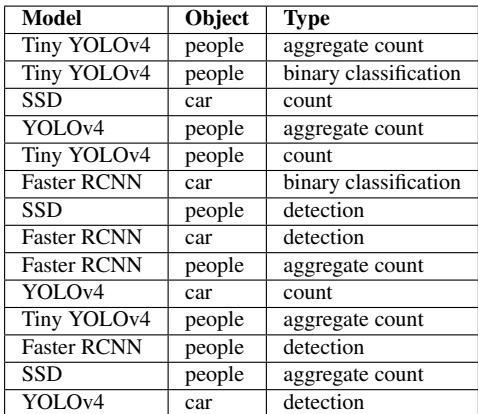 Model Object Type
Tiny YOLOv4 people aggregate count
Tiny YOLOv4 people binary classification
SSD car count
YOLOv4 people aggregate count
Tiny YOLOv4 people count
Faster RCNN car binary classification
SSD people detection
Faster RCNN car detection
Faster RCNN people aggregate count
YOLOv4 car count
Tiny YOLOv4 people aggregate count
Faster RCNN people detection
SSD people aggregate count
YOLOv4 car detection